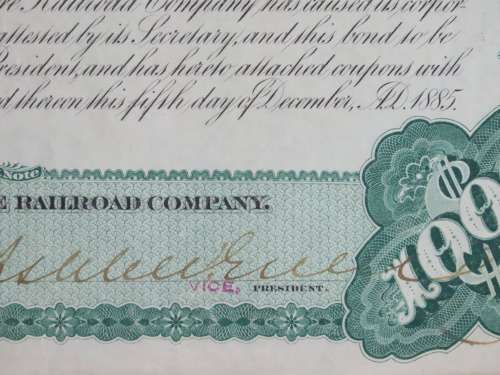 Railroad Company has caused its corpor
attested by its Secretary, and this bond to be
President, and has hereto attached coupons with
thereon this fifth day of December, A.D. 1885.
Note
RAILROAD COMPANY.
VICE, PRESIDENT.
$
$